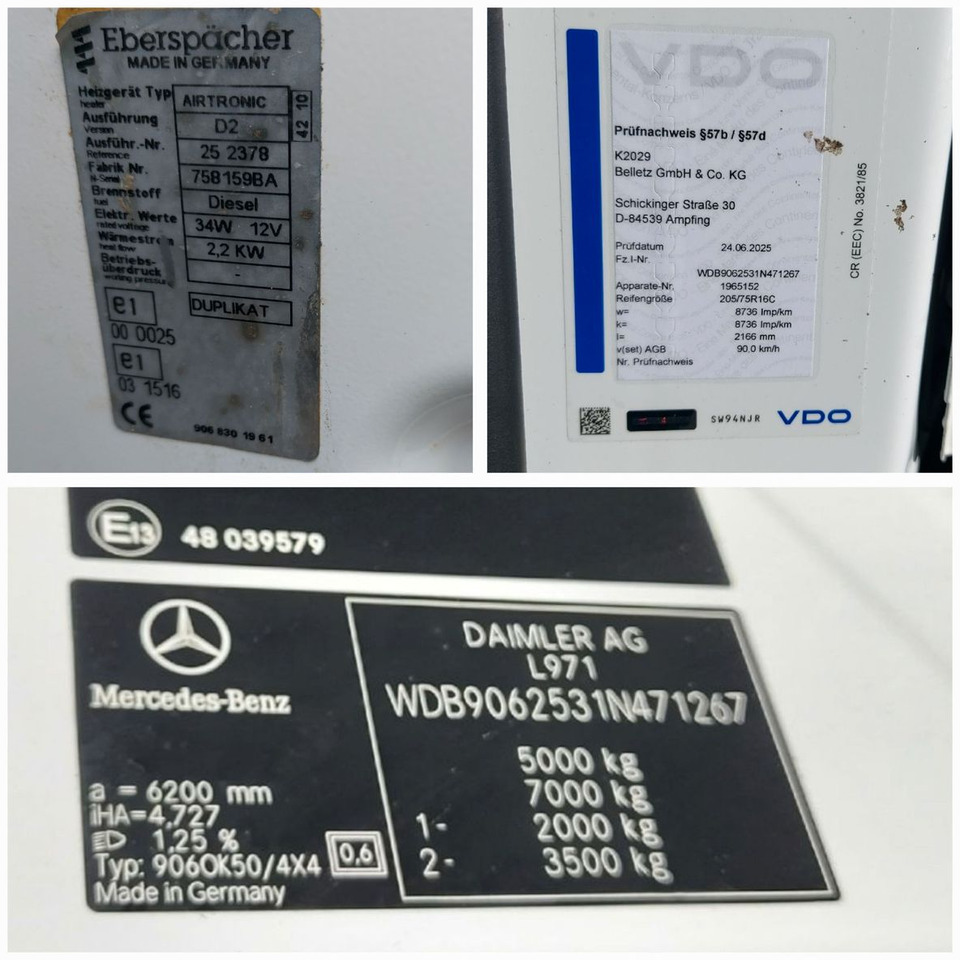 Eberspächer
MADE IN GERMANY
Heizgerät Typ AIRTRONIC
heater
Ausführung D2
Version
42 10
Ausführ.-Nr. 25 2378
Reference
Fabrik Nr. 758159BA
N-Serial
Brennstoff Diesel
fuel
Elektr. Werte 34W 12V
rated voltage
Wärmestrom 2,2 KW
heat flow
Betriebs-
überdruck -
working pressure
e1 DUPLIKAT
00 0025
e1
03 1516
CE
906 830 19 61
VDO
Prüfnachweis §57b / §57d
K2029
Belletz GmbH & Co. KG
Schickinger Straße 30
D-84539 Ampfing
Prüfdatum 24.06.2025
Fz.I-Nr.
WDB9062531N471267
Apparate-Nr. 1965152
Reifengröße 205/75R16C
w= 8736 Imp/km
k= 8736 Imp/km
l= 2166 mm
v(set) AGB 90.0 km/h
Nr. Prüfnachweis
CR (EEC) No. 3821/85
SW94NJR VDO
E13 48 039579
Mercedes-Benz
DAIMLER AG
L971
WDB9062531N471267
5000 kg
7000 kg
1- 2000 kg
2- 3500 kg
a = 6200 mm
iHA=4,727
1,25 %
Typ: 906OK50/4X4 0.6
Made in Germany